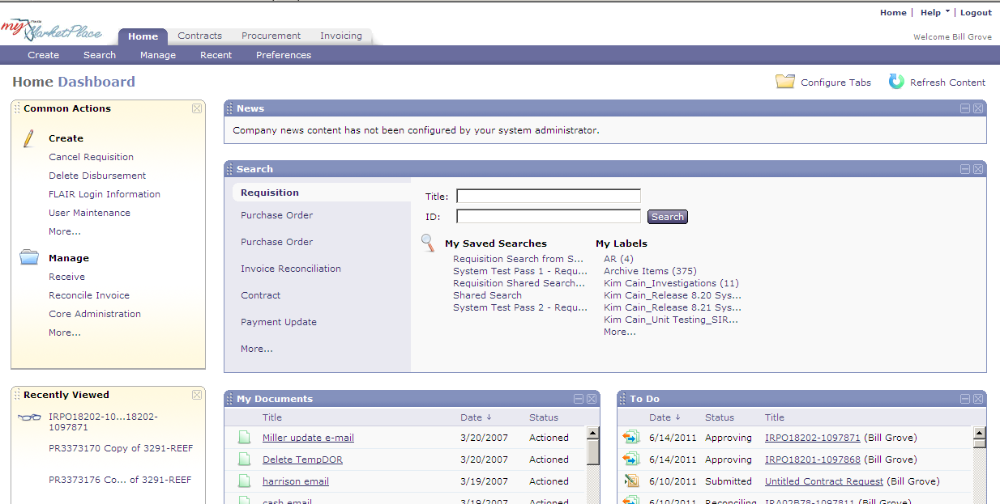 Home | Help | Logout
my Florida MarketPlace
Home Contracts Procurement Invoicing
Welcome Bill Grove
Create Search Manage Recent Preferences
Home Dashboard
Configure Tabs Refresh Content
Common Actions
Create
Cancel Requisition
Delete Disbursement
FLAIR Login Information
User Maintenance
More...
Manage
Receive
Reconcile Invoice
Core Administration
More...
News
Company news content has not been configured by your system administrator.
Search
Requisition
Purchase Order
Purchase Order
Invoice Reconciliation
Contract
Payment Update
More...
Title:
ID: Search
My Saved Searches
Requisition Search from S...
System Test Pass 1 - Requ...
Requisition Shared Search...
Shared Search
System Test Pass 2 - Requ...
My Labels
AR (4)
Archive Items (375)
Kim Cain_Investigations (11)
Kim Cain_Release 8.20 Sys...
Kim Cain_Release 8.21 Sys...
Kim Cain_Unit Testing_SIR...
More...
Recently Viewed
IRPO18202-10...18202-
1097871
PR3373170 Copy of 3291-REEF
PR3373176 Co... of 3291-REEF
My Documents
Title Date ↓ Status
Miller update e-mail 3/20/2007 Actioned
Delete TempDOR 3/20/2007 Actioned
harrison email 3/19/2007 Actioned
cash email 3/19/2007 Actioned
To Do
Date ↓ Status Title
6/14/2011 Approving IRPO18202-1097871 (Bill Grove)
6/14/2011 Approving IRPO18201-1097868 (Bill Grove)
6/10/2011 Submitted Untitled Contract Request (Bill Grove)
6/10/2011 Reconciling IRA02B78-1097811 (Bill Grove)